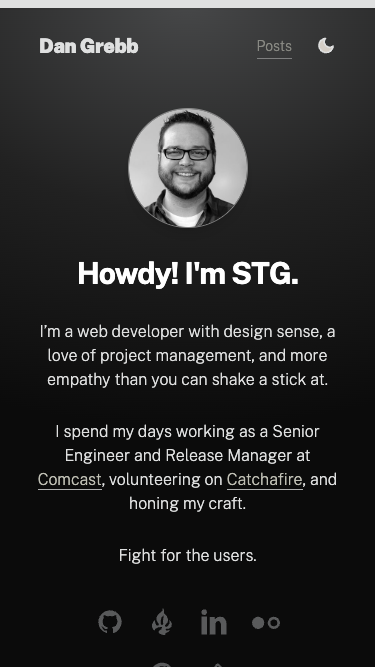 Dan Grebb
Posts
Howdy! I'm STG.
I’m a web developer with design sense, a
love of project management, and more
empathy than you can shake a stick at.
I spend my days working as a Senior
Engineer and Release Manager at
Comcast, volunteering on Catchafire, and
honing my craft.
Fight for the users.
in